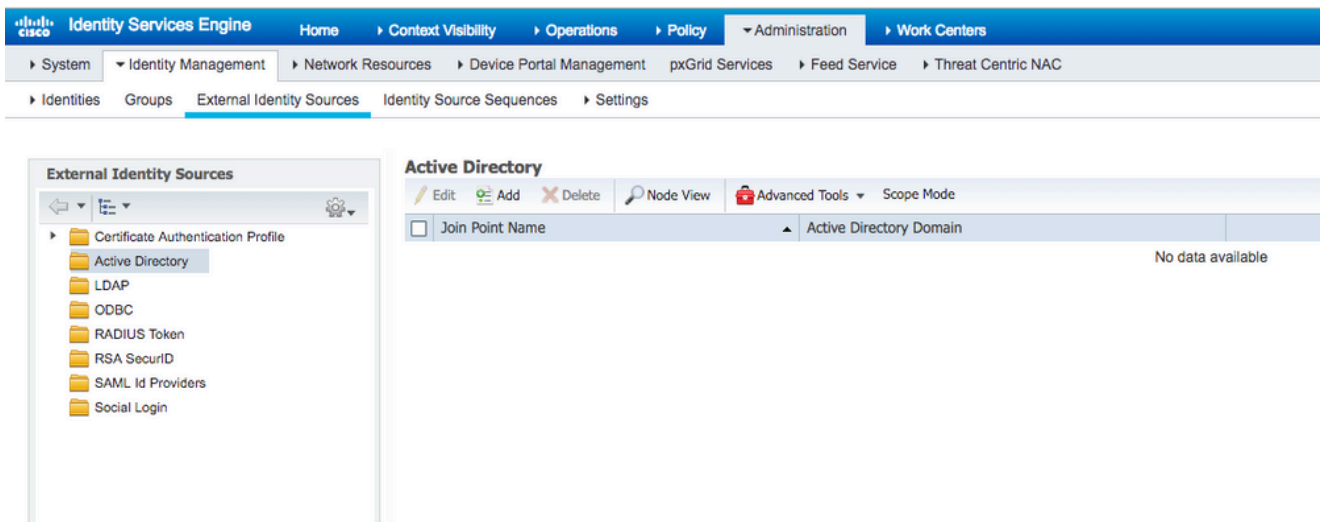 cisco Identity Services Engine Home Context Visibility Operations Policy Administration Work Centers
System Identity Management Network Resources Device Portal Management pxGrid Services Feed Service Threat Centric NAC
Identities Groups External Identity Sources Identity Source Sequences Settings
External Identity Sources
Certificate Authentication Profile
Active Directory
LDAP
ODBC
RADIUS Token
RSA SecurID
SAML Id Providers
Social Login
Active Directory
Edit Add Delete Node View Advanced Tools Scope Mode
Join Point Name Active Directory Domain
No data available